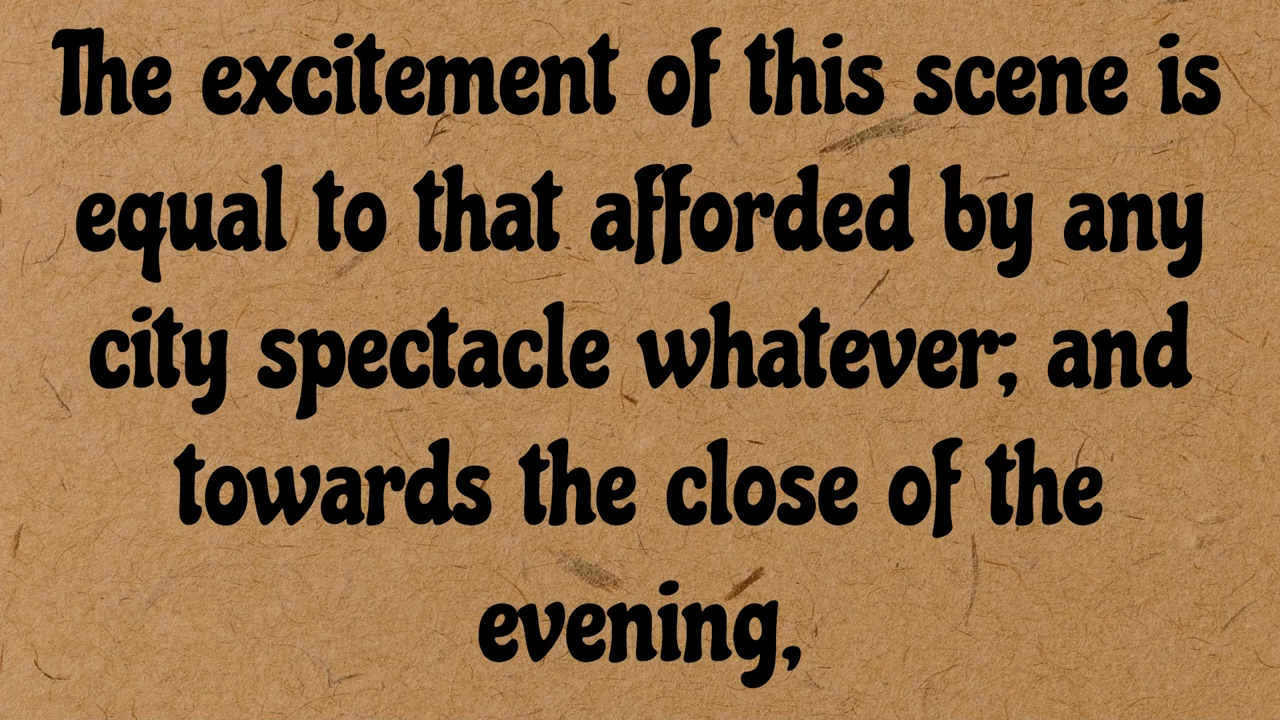 The excitement of this scene is
equal to that afforded by any
city spectacle whatever; and
towards the close of the
evening,